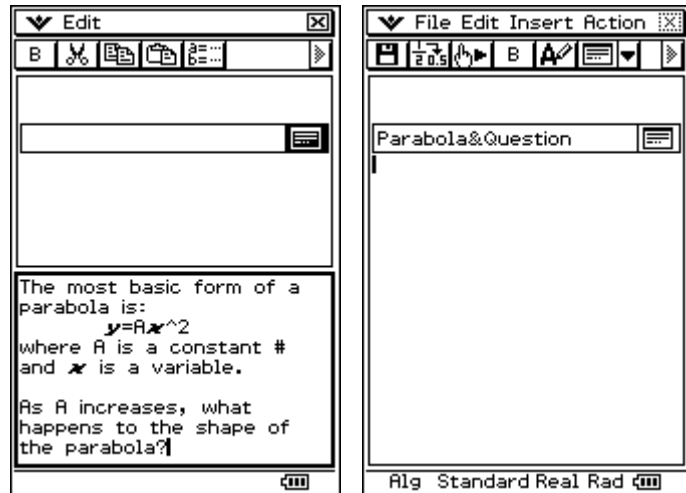 Edit
B
The most basic form of a
parabola is:
y=Ax^2
where A is a constant #
and x is a variable.
As A increases, what
happens to the shape of
the parabola?
File Edit Insert Action
B
Parabola&Question
Alg Standard Real Rad